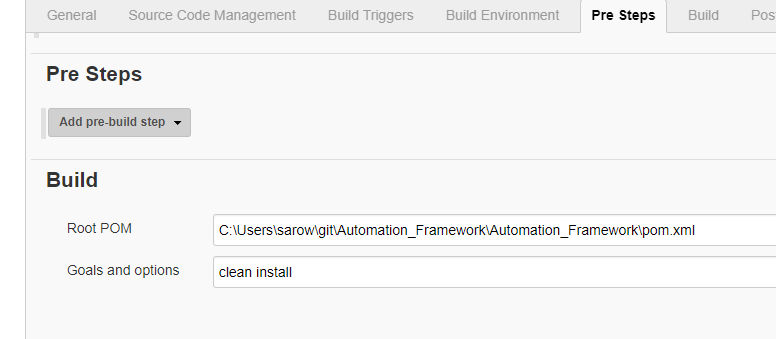 General Source Code Management Build Triggers Build Environment Pre Steps Build Pos
Pre Steps
Add pre-build step
Build
Root POM C:\Users\sarow\git\Automation_Framework\Automation_Framework\pom.xml
Goals and options clean install